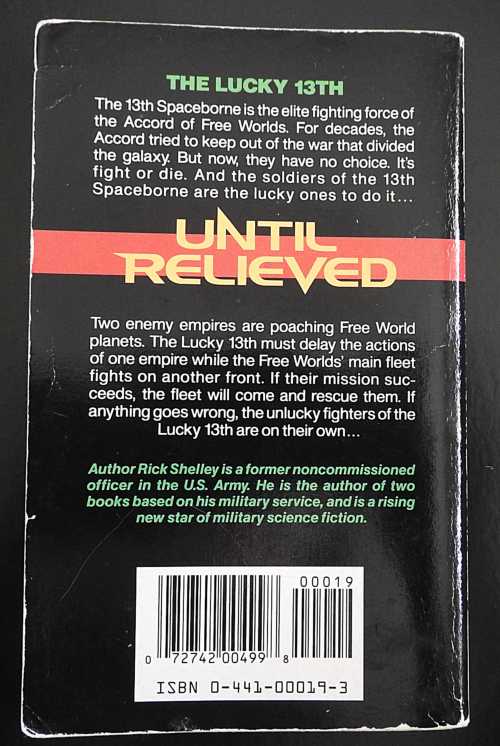 THE LUCKY 13TH
The 13th Spaceborne is the elite fighting force of
the Accord of Free Worlds. For decades, the
Accord tried to keep out of the war that divided
the galaxy. But now, they have no choice. It's
fight or die. And the soldiers of the 13th
Spaceborne are the lucky ones to do it...
UNTIL
RELIEVED
Two enemy empires are poaching Free World
planets. The Lucky 13th must delay the actions
of one empire while the Free Worlds' main fleet
fights on another front. If their mission suc-
ceeds, the fleet will come and rescue them. If
anything goes wrong, the unlucky fighters of the
Lucky 13th are on their own...
Author Rick Shelley is a former noncommissioned
officer in the U.S. Army. He is the author of two
books based on his military service, and is a rising
new star of military science fiction.
00019
0 72742 00499 8
ISBN 0-441-00019-3